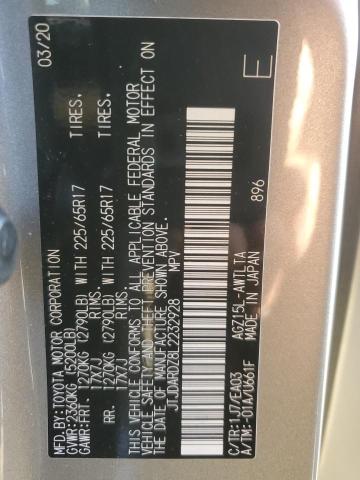 MFD.BY:TOYOTA MOTOR CORPORATION 03/20
GVWR:2360KG (5200LB)
GAWR:FRT. 1270KG (2790LB) WITH 225/65R17 TIRES.
17X7J RIMS.
RR. 1270KG (2790LB) WITH 225/65R17 TIRES.
17X7J RIMS.
THIS VEHICLE CONFORMS TO ALL APPLICABLE FEDERAL MOTOR
VEHICLE SAFETY AND THEFT PREVENTION STANDARDS IN EFFECT ON
THE DATE OF MANUFACTURE SHOWN ABOVE.
JTJDARDZ8L2232928 MPV
E
896
C/TR:1J7/EA03 AGZ15L-AWTLTA
A/TM:-01A/U661F MADE IN JAPAN